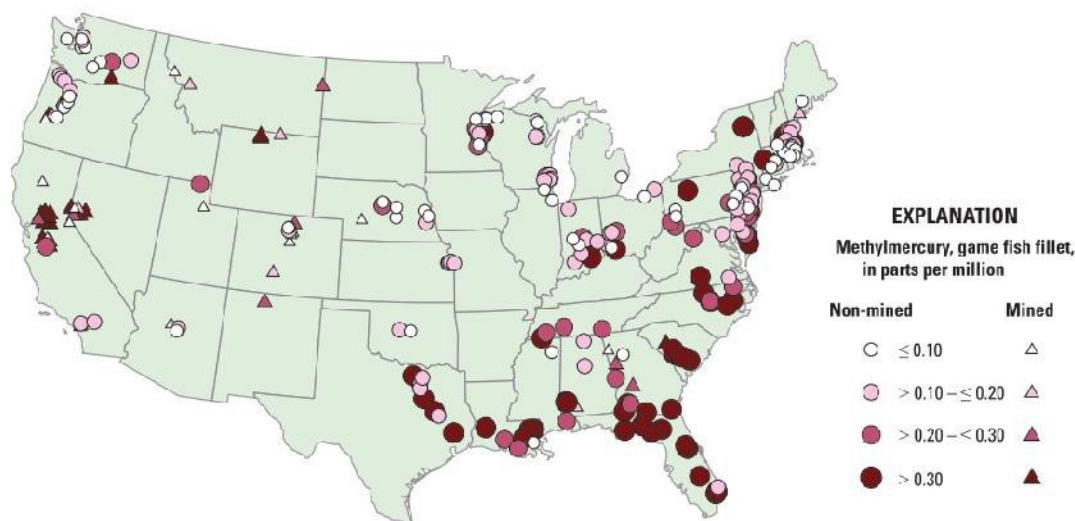 EXPLANATION
Methylmercury, game fish fillet,
in parts per million
Non-mined Mined
≤ 0.10
> 0.10 – ≤ 0.20
> 0.20 – < 0.30
> 0.30